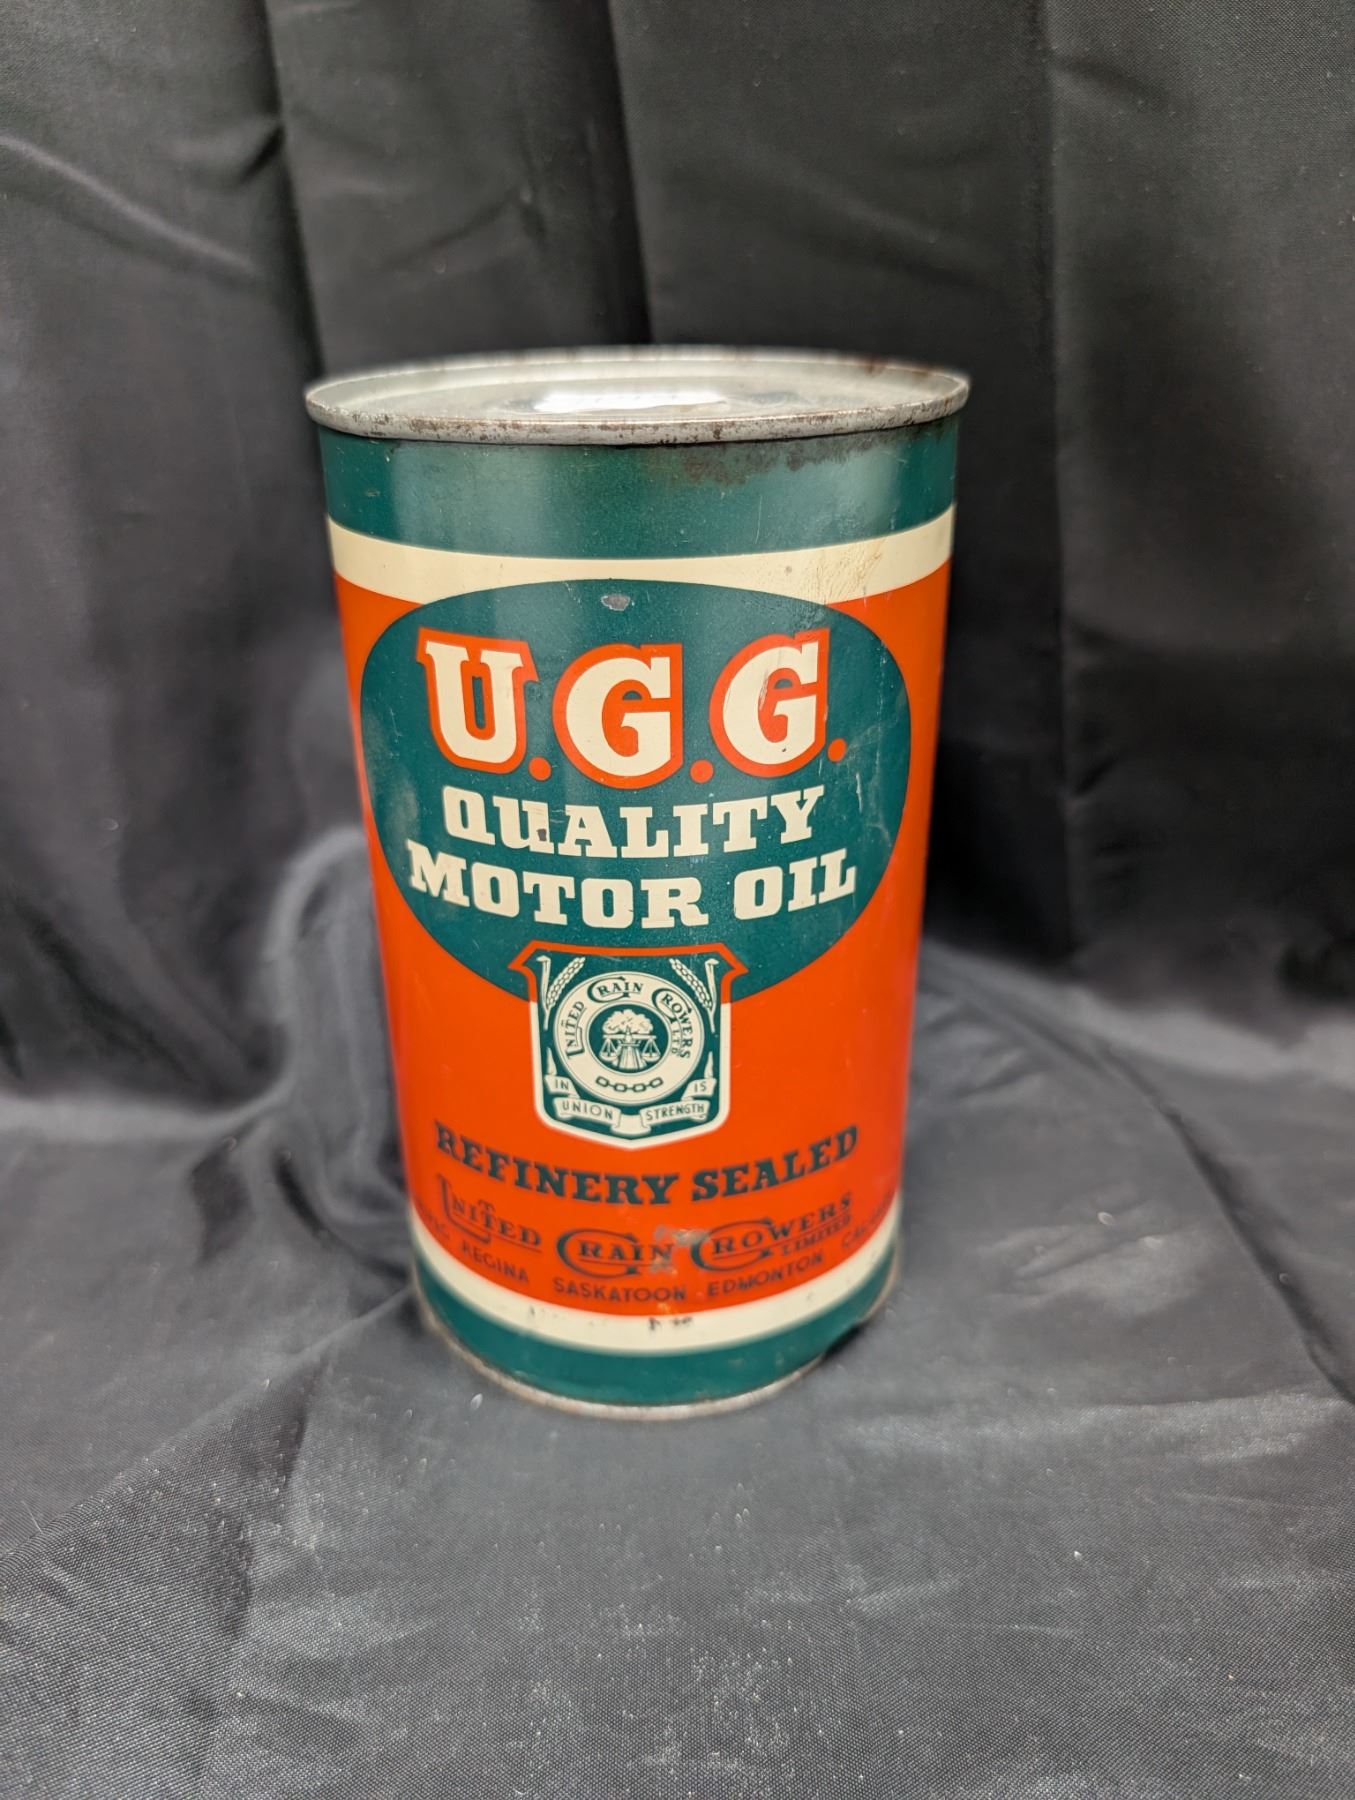 U.G.G.
QUALITY
MOTOR OIL
UNITED GRAIN GROWERS LTD
IN UNION STRENGTH IS
REFINERY SEALED
UNITED GRAIN GROWERS
LIMITED
REGINA SASKATOON EDMONTON